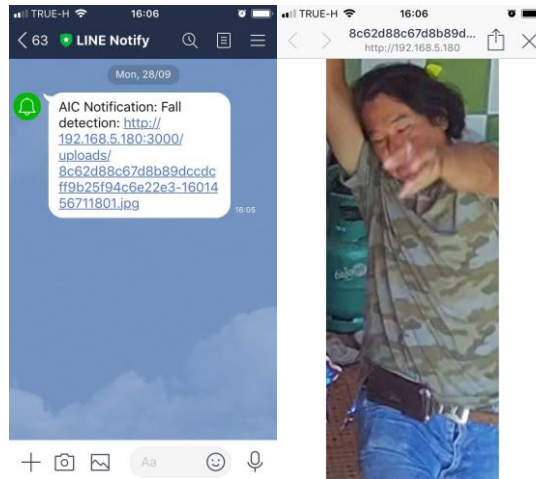 TRUE-H 16:06
63 LINE Notify
Mon, 28/09
AIC Notification: Fall
detection: http://
192.168.5.180:3000/
uploads/
8c62d88c67d8b89dccdc
ff9b25f94c6e22e3-16014
56711801.jpg
16:05
Aa
TRUE-H 16:06
8c62d88c67d8b89d...
http://192.168.5.180